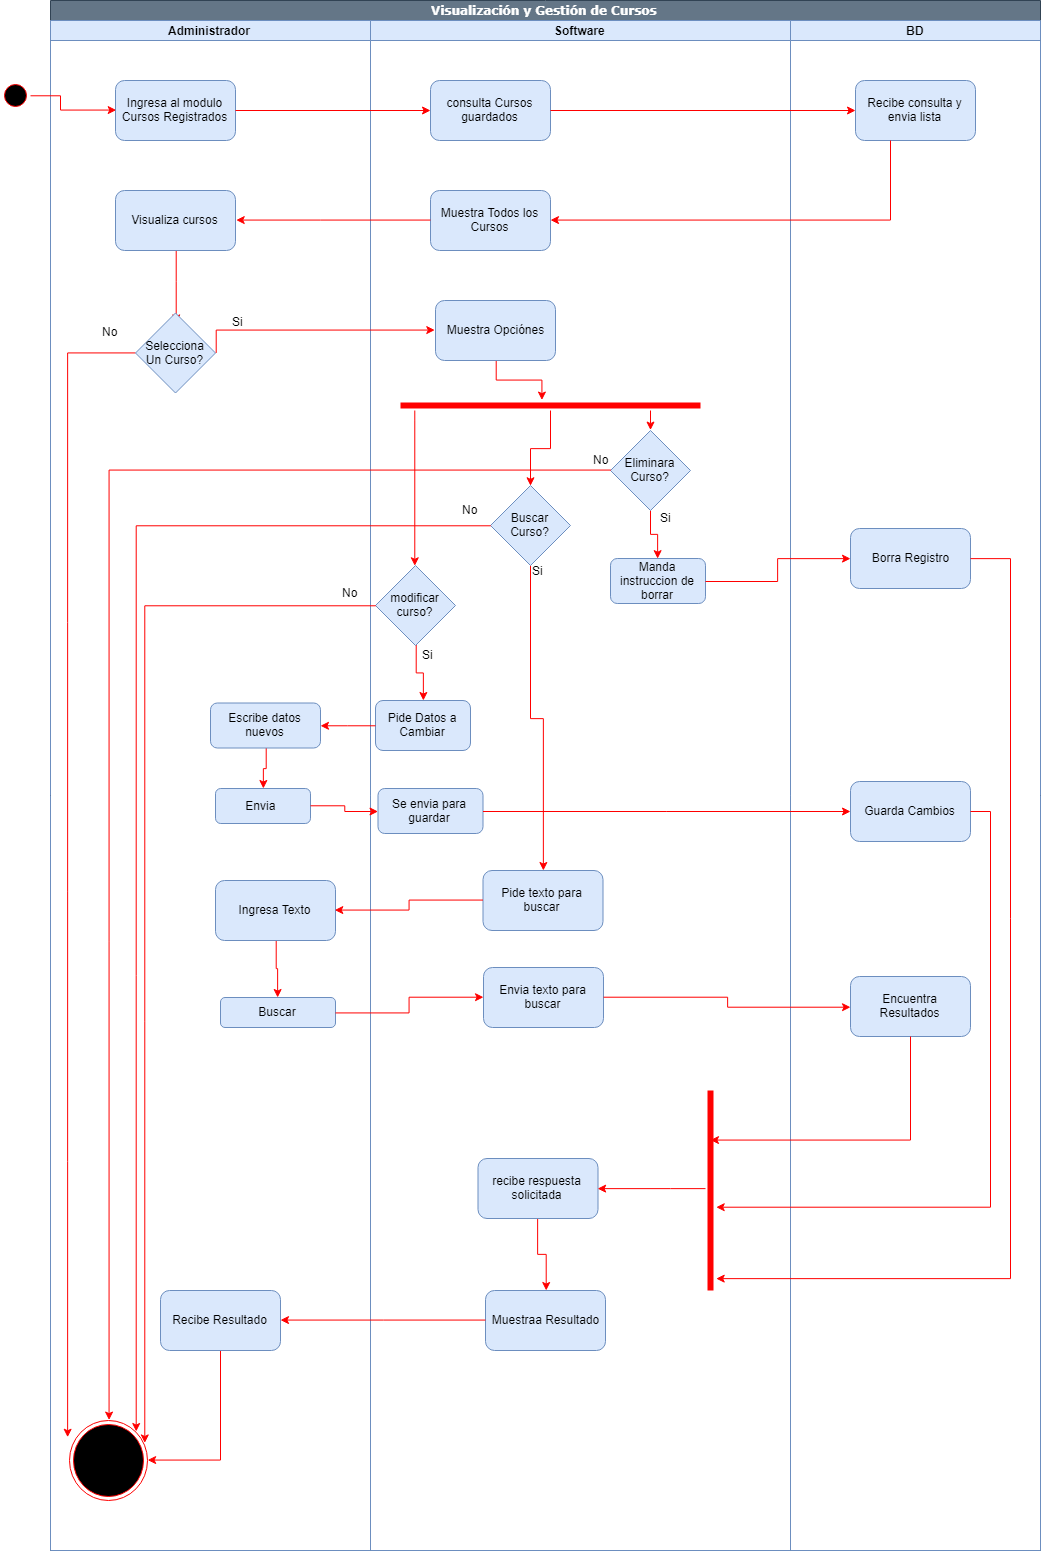 Visualización y Gestión de Cursos
Administrador
Software
BD
Ingresa al modulo
Cursos Registrados
consulta Cursos
guardados
Recibe consulta y
envia lista
Visualiza cursos
Muestra Todos los
Cursos
No
Selecciona
Un Curso?
Si
Muestra Opciónes
No
Eliminara
Curso?
Si
No
Buscar
Curso?
Si
Manda
instruccion de
borrar
Borra Registro
No
modificar
curso?
Si
Escribe datos
nuevos
Pide Datos a
Cambiar
Envia
Se envia para
guardar
Guarda Cambios
Ingresa Texto
Pide texto para
buscar
Buscar
Envia texto para
buscar
Encuentra
Resultados
recibe respuesta
solicitada
Recibe Resultado
Muestraa Resultado